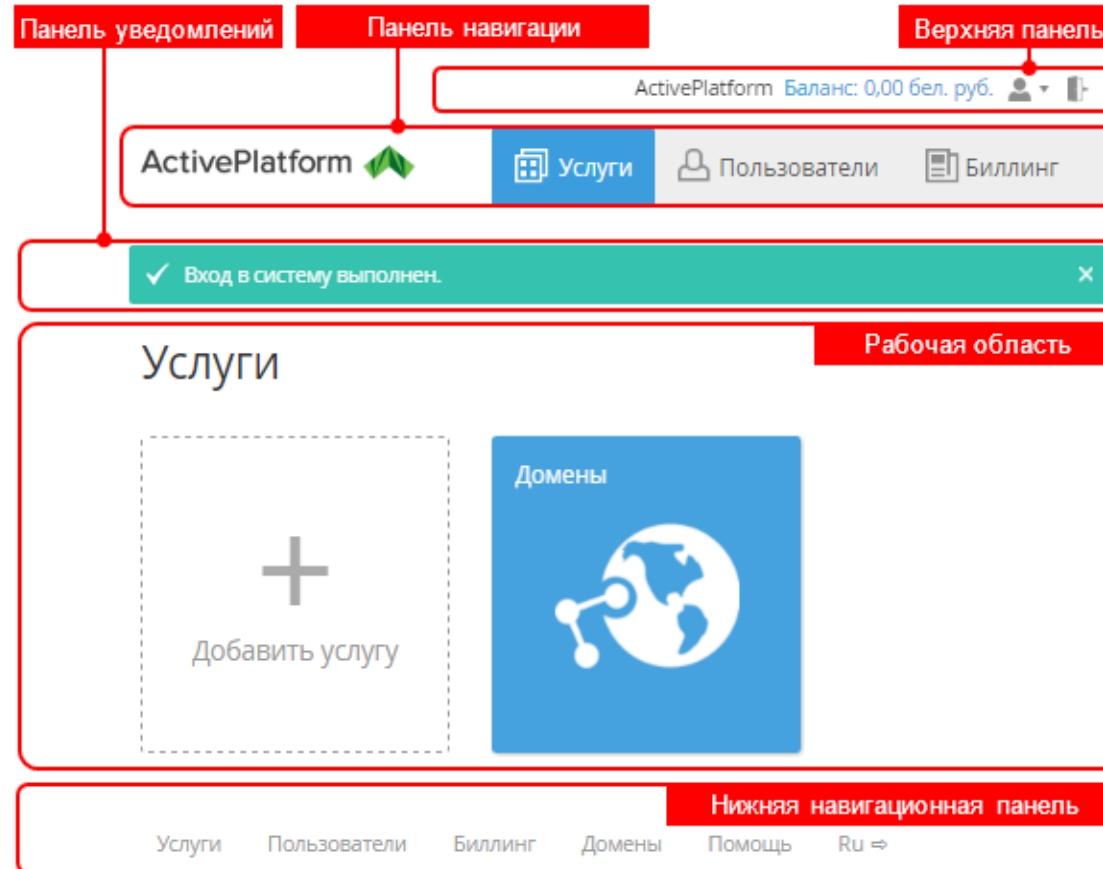 Панель уведомлений
Панель навигации
Верхняя панель
ActivePlatform Баланс: 0,00 бел. руб.
ActivePlatform
Услуги
Пользователи
Биллинг
Вход в систему выполнен.
Рабочая область
Услуги
Домены
Добавить услугу
Нижняя навигационная панель
Услуги Пользователи Биллинг Домены Помощь Ru ⇨